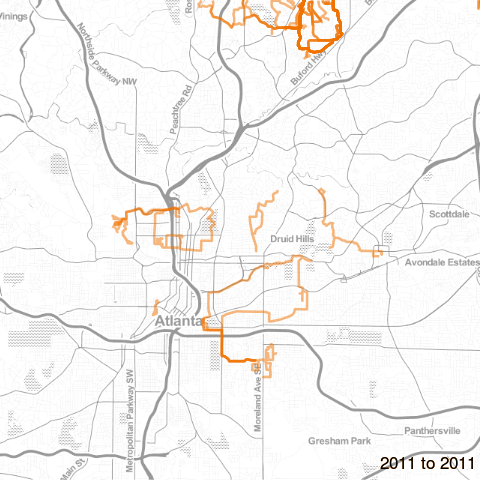 Vinings
Northside Parkway NW
Peachtree Rd
Buford Hwy
Scottdale
Druid Hills
Avondale Estates
Atlanta
Metropolitan Parkway SW
Moreland Ave SE
Panthersville
Gresham Park
Main St
2011 to 2011